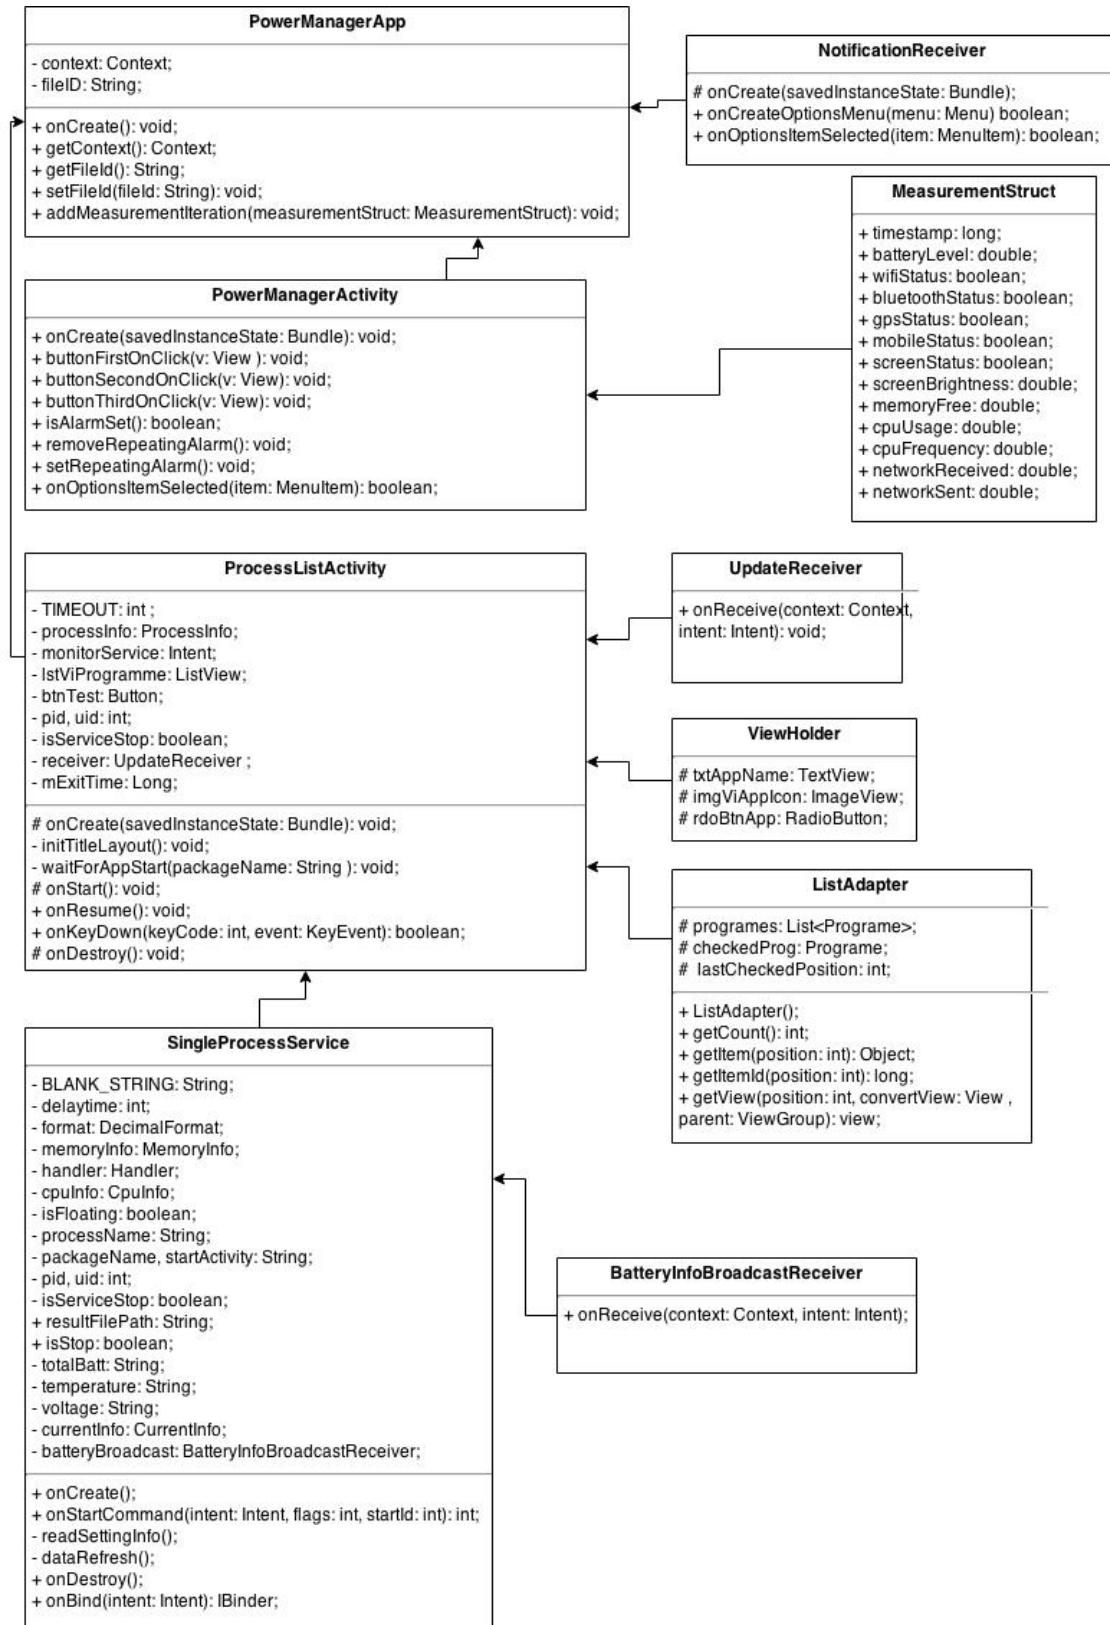 PowerManagerApp
- context: Context;
- fileID: String;
+ onCreate(): void;
+ getContext(): Context;
+ getFileId(): String;
+ setFileId(fileId: String): void;
+ addMeasurementIteration(measurementStruct: MeasurementStruct): void;
NotificationReceiver
# onCreate(savedInstanceState: Bundle);
+ onCreateOptionsMenu(menu: Menu) boolean;
+ onOptionsItemSelected(item: MenuItem): boolean;
MeasurementStruct
+ timestamp: long;
+ batteryLevel: double;
+ wifiStatus: boolean;
+ bluetoothStatus: boolean;
+ gpsStatus: boolean;
+ mobileStatus: boolean;
+ screenStatus: boolean;
+ screenBrightness: double;
+ memoryFree: double;
+ cpuUsage: double;
+ cpuFrequency: double;
+ networkReceived: double;
+ networkSent: double;
PowerManagerActivity
+ onCreate(savedInstanceState: Bundle): void;
+ buttonFirstOnClick(v: View ): void;
+ buttonSecondOnClick(v: View): void;
+ buttonThirdOnClick(v: View): void;
+ isAlarmSet(): boolean;
+ removeRepeatingAlarm(): void;
+ setRepeatingAlarm(): void;
+ onOptionsItemSelected(item: MenuItem): boolean;
ProcessListActivity
- TIMEOUT: int ;
- processInfo: ProcessInfo;
- monitorService: Intent;
- lstViProgramme: ListView;
- btnTest: Button;
- pid, uid: int;
- isServiceStop: boolean;
- receiver: UpdateReceiver ;
- mExitTime: Long;
# onCreate(savedInstanceState: Bundle): void;
- initTitleLayout(): void;
- waitForAppStart(packageName: String ): void;
# onStart(): void;
+ onResume(): void;
+ onKeyDown(keyCode: int, event: KeyEvent): boolean;
# onDestroy(): void;
UpdateReceiver
+ onReceive(context: Context,
intent: Intent): void;
ViewHolder
# txtAppName: TextView;
# imgViAppIcon: ImageView;
# rdoBtnApp: RadioButton;
ListAdapter
# programes: List<Programe>;
# checkedProg: Programe;
# lastCheckedPosition: int;
+ ListAdapter();
+ getCount(): int;
+ getItem(position: int): Object;
+ getItemId(position: int): long;
+ getView(position: int, convertView: View ,
parent: ViewGroup): view;
SingleProcessService
- BLANK_STRING: String;
- delaytime: int;
- format: DecimalFormat;
- memoryInfo: MemoryInfo;
- handler: Handler;
- cpuInfo: CpuInfo;
- isFloating: boolean;
- processName: String;
- packageName, startActivity: String;
- pid, uid: int;
- isServiceStop: boolean;
+ resultFilePath: String;
+ isStop: boolean;
- totalBatt: String;
- temperature: String;
- voltage: String;
- currentInfo: CurrentInfo;
- batteryBroadcast: BatteryInfoBroadcastReceiver;
+ onCreate();
+ onStartCommand(intent: Intent, flags: int, startId: int): int;
- readSettingInfo();
- dataRefresh();
+ onDestroy();
+ onBind(intent: Intent): IBinder;
BatteryInfoBroadcastReceiver
+ onReceive(context: Context, intent: Intent);